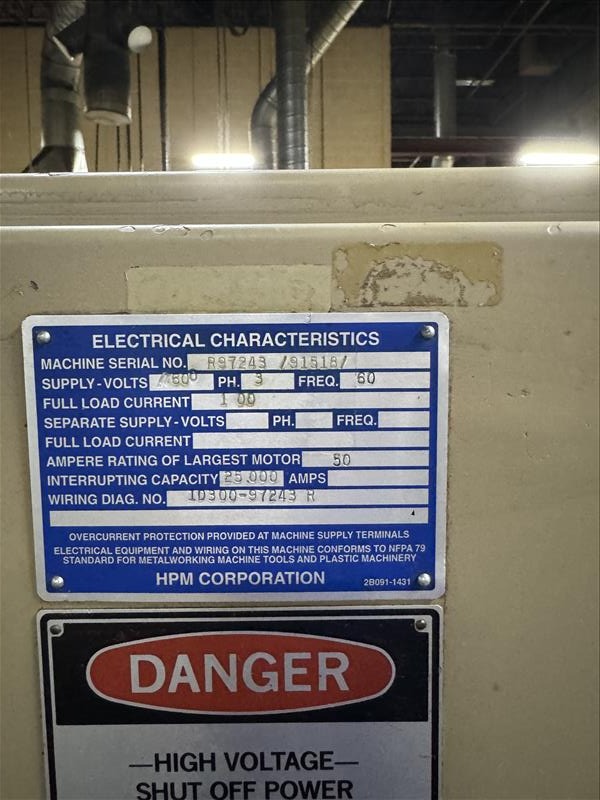 ELECTRICAL CHARACTERISTICS
MACHINE SERIAL NO. R97243 /91518/
SUPPLY-VOLTS PH. 3 FREQ. 60
FULL LOAD CURRENT 100
SEPARATE SUPPLY-VOLTS PH. FREQ.
FULL LOAD CURRENT
AMPERE RATING OF LARGEST MOTOR 50
INTERRUPTING CAPACITY 25,000 AMPS
WIRING DIAG. NO. 1D300-97243 R
OVERCURRENT PROTECTION PROVIDED AT MACHINE SUPPLY TERMINALS
ELECTRICAL EQUIPMENT AND WIRING ON THIS MACHINE CONFORMS TO NFPA 79
STANDARD FOR METALWORKING MACHINE TOOLS AND PLASTIC MACHINERY
HPM CORPORATION 2B091-1431
DANGER
—HIGH VOLTAGE—
SHUT OFF POWER